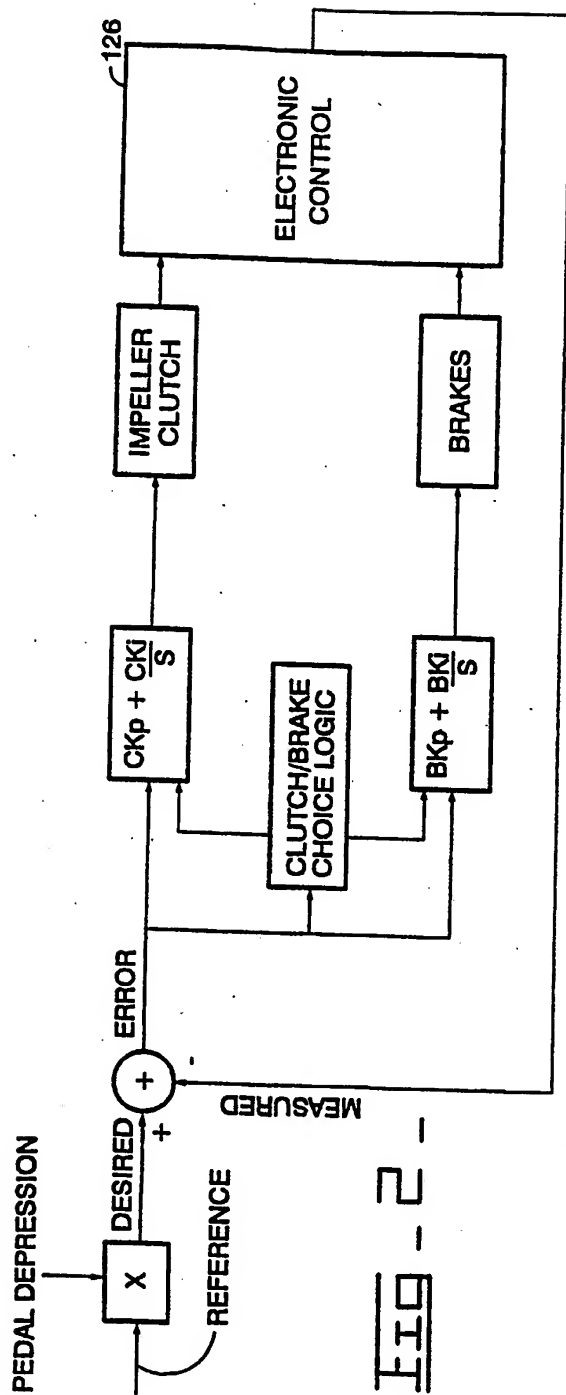 PEDAL DEPRESSION
X
REFERENCE
DESIRED
+
+
-
ERROR
MEASURED
CKp + CKi
S
CLUTCH/BRAKE
CHOICE LOGIC
BKp + BKi
S
IMPELLER
CLUTCH
BRAKES
126
ELECTRONIC
CONTROL
FIG - 2 -